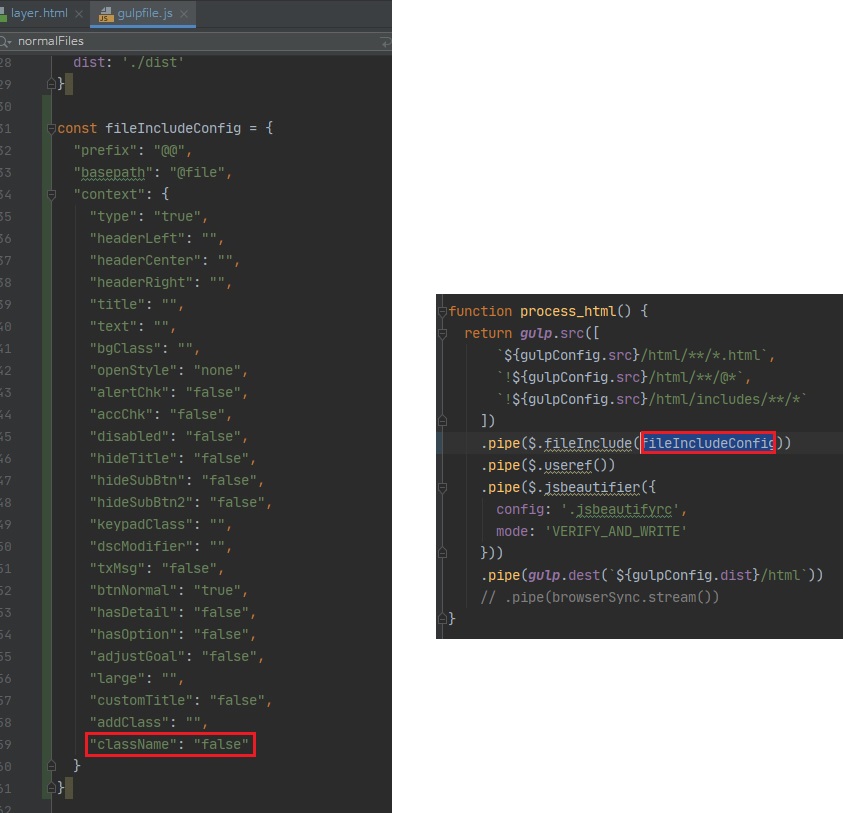 layer.html
gulpfile.js
normalFiles
28 dist: './dist'
29 }
30
31 const fileIncludeConfig = {
32 "prefix": "@@",
33 "basepath": "@file",
34 "context": {
35 "type": "true",
36 "headerLeft": "",
37 "headerCenter": "",
38 "headerRight": "",
39 "title": "",
40 "text": "",
41 "bgClass": "",
42 "openStyle": "none",
43 "alertChk": "false",
44 "accChk": "false",
45 "disabled": "false",
46 "hideTitle": "false",
47 "hideSubBtn": "false",
48 "hideSubBtn2": "false",
49 "keypadClass": "",
50 "dscModifier": "",
51 "txMsg": "false",
52 "btnNormal": "true",
53 "hasDetail": "false",
54 "hasOption": "false",
55 "adjustGoal": "false",
56 "large": "",
57 "customTitle": "false",
58 "addClass": "",
59 "className": "false"
60 }
61 }
62
function process_html() {
return gulp.src([
`${gulpConfig.src}/html/**/*.html`,
`!${gulpConfig.src}/html/**/@*`,
`!${gulpConfig.src}/html/includes/**/*`
])
.pipe($.fileInclude(fileIncludeConfig))
.pipe($.useref())
.pipe($.jsbeautifier({
config: '.jsbeautifyrc',
mode: 'VERIFY_AND_WRITE'
}))
.pipe(gulp.dest(`${gulpConfig.dist}/html`))
// .pipe(browserSync.stream())
}